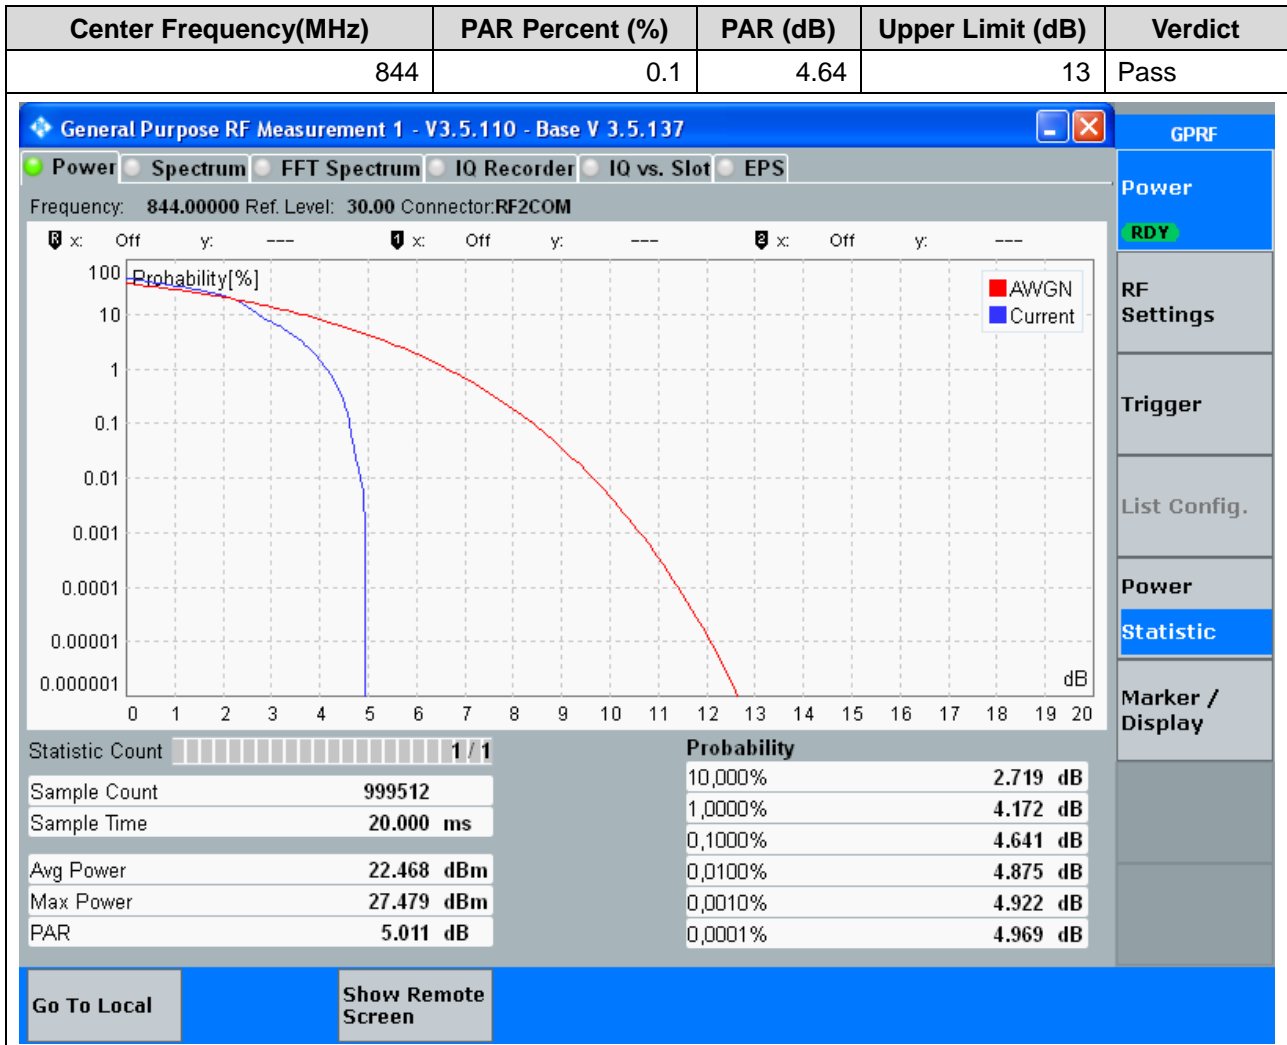 Center Frequency(MHz) PAR Percent (%) PAR (dB) Upper Limit (dB) Verdict
844 0.1 4.64 13 Pass
General Purpose RF Measurement 1 - V3.5.110 - Base V 3.5.137
GPRF
Power Spectrum FFT Spectrum IQ Recorder IQ vs. Slot EPS
Power
RDY
Frequency: 844.00000 Ref. Level: 30.00 Connector:RF2COM
R x: Off y: --- 1 x: Off y: --- 2 x: Off y: ---
Probability[%]
AWGN
Current
100
10
1
0.1
0.01
0.001
0.0001
0.00001
0.000001
dB
0 1 2 3 4 5 6 7 8 9 10 11 12 13 14 15 16 17 18 19 20
RF
Settings
Trigger
List Config.
Power
Statistic
Marker /
Display
Statistic Count 1 / 1
Sample Count 999512
Sample Time 20.000 ms
Avg Power 22.468 dBm
Max Power 27.479 dBm
PAR 5.011 dB
Probability
10,000% 2.719 dB
1,0000% 4.172 dB
0,1000% 4.641 dB
0,0100% 4.875 dB
0,0010% 4.922 dB
0,0001% 4.969 dB
Go To Local
Show Remote
Screen